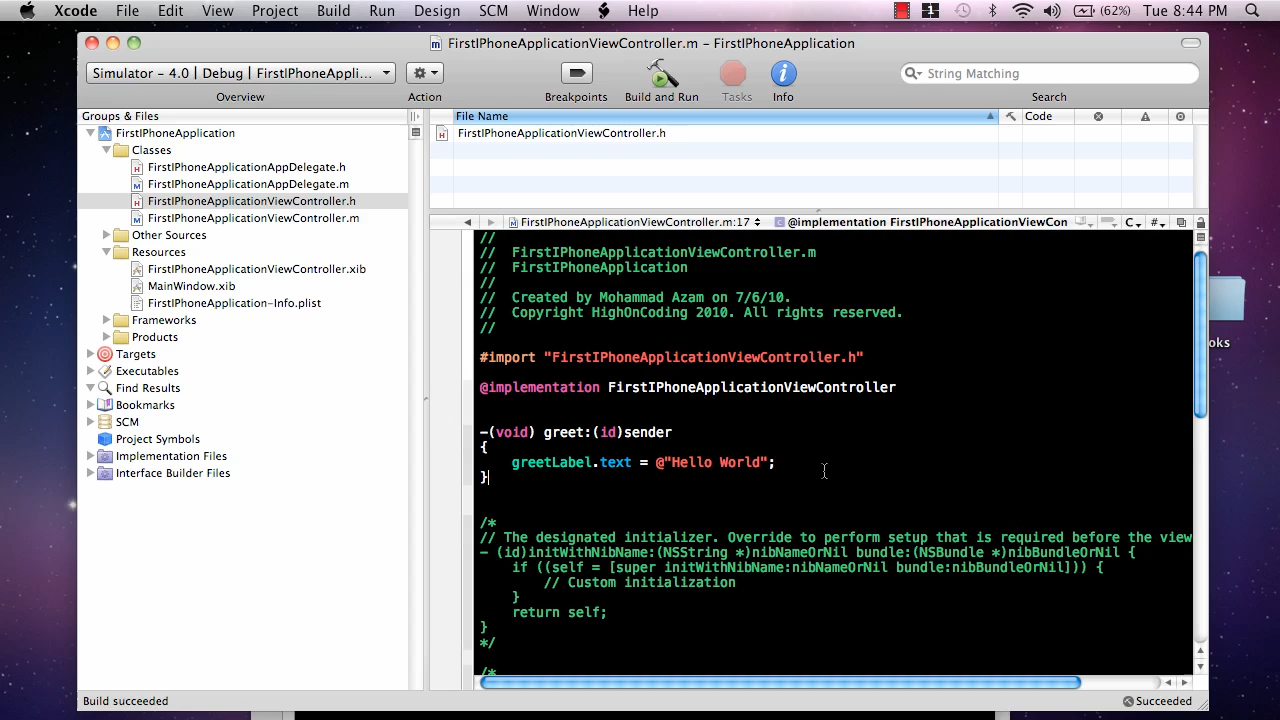 Xcode File Edit View Project Build Run Design SCM Window Help 1 (62%) Tue 8:44 PM
FirstIPhoneApplicationViewController.m – FirstIPhoneApplication
Simulator - 4.0 | Debug | FirstIPhoneAppli...
String Matching
Overview Action Breakpoints Build and Run Tasks Info Search
Groups & Files
FirstIPhoneApplication
Classes
FirstIPhoneApplicationAppDelegate.h
FirstIPhoneApplicationAppDelegate.m
FirstIPhoneApplicationViewController.h
FirstIPhoneApplicationViewController.m
Other Sources
Resources
FirstIPhoneApplicationViewController.xib
MainWindow.xib
FirstIPhoneApplication-Info.plist
Frameworks
Products
Targets
Executables
Find Results
Bookmarks
SCM
Project Symbols
Implementation Files
Interface Builder Files
File Name Code
FirstIPhoneApplicationViewController.h
FirstIPhoneApplicationViewController.m:17 C @implementation FirstIPhoneApplicationViewCon C #
//
// FirstIPhoneApplicationViewController.m
// FirstIPhoneApplication
//
// Created by Mohammad Azam on 7/6/10.
// Copyright HighOnCoding 2010. All rights reserved.
//
#import "FirstIPhoneApplicationViewController.h"
@implementation FirstIPhoneApplicationViewController
-(void) greet:(id)sender
{
greetLabel.text = @"Hello World";
}
/*
// The designated initializer. Override to perform setup that is required before the view
- (id)initWithNibName:(NSString *)nibNameOrNil bundle:(NSBundle *)nibBundleOrNil {
if ((self = [super initWithNibName:nibNameOrNil bundle:nibBundleOrNil])) {
// Custom initialization
}
return self;
}
*/
/*
oks
Build succeeded
Succeeded